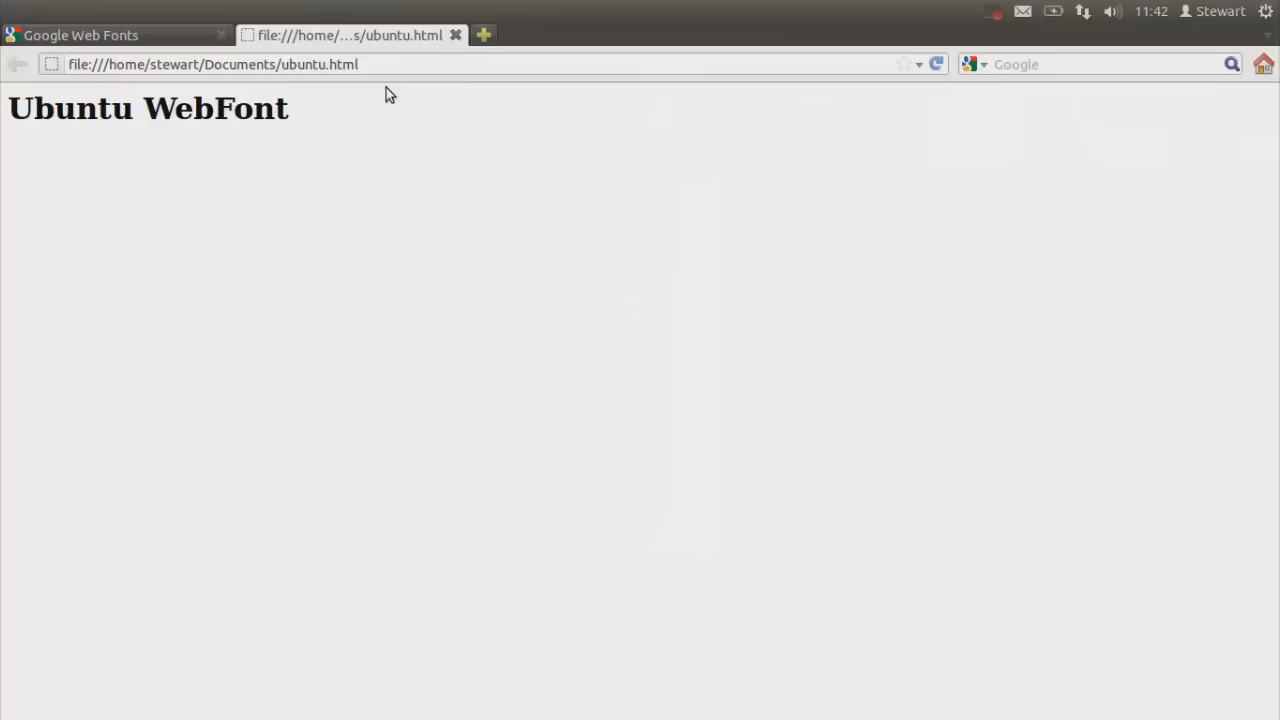 11:42 Stewart
Google Web Fonts file:///home/…s/ubuntu.html
file:///home/stewart/Documents/ubuntu.html Google
Ubuntu WebFont